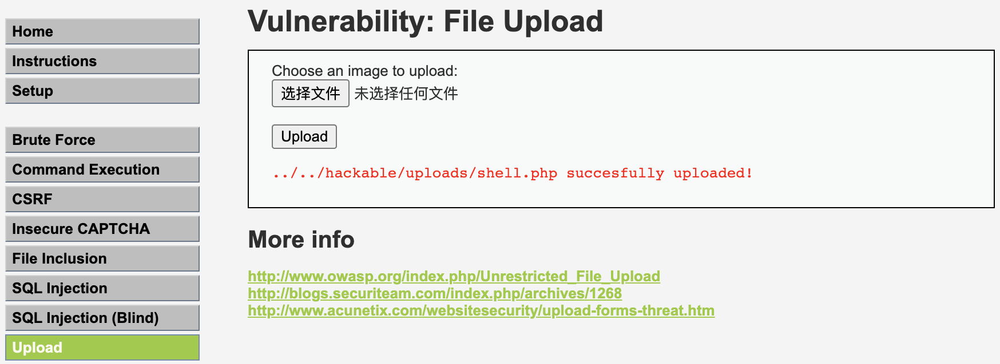 Home
Instructions
Setup
Brute Force
Command Execution
CSRF
Insecure CAPTCHA
File Inclusion
SQL Injection
SQL Injection (Blind)
Upload
Vulnerability: File Upload
Choose an image to upload:
选择文件 未选择任何文件
Upload
../../hackable/uploads/shell.php succesfully uploaded!
More info
http://www.owasp.org/index.php/Unrestricted_File_Upload
http://blogs.securiteam.com/index.php/archives/1268
http://www.acunetix.com/websitesecurity/upload-forms-threat.htm